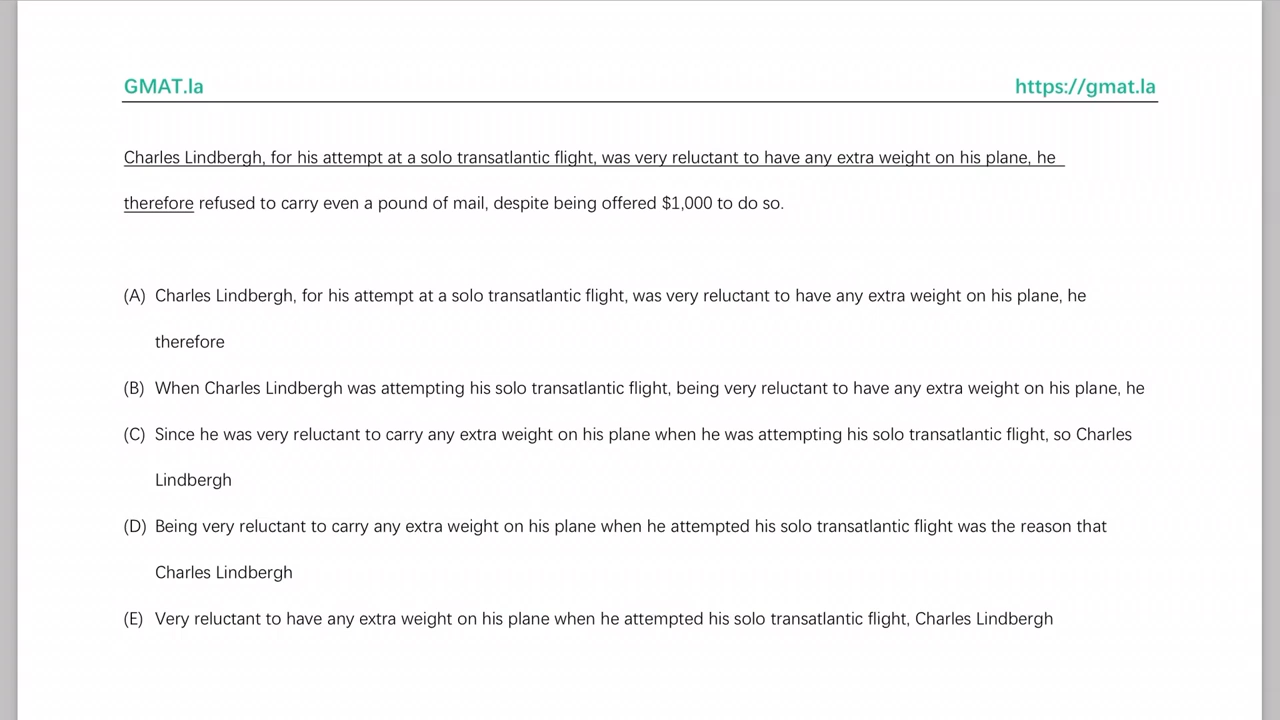 GMAT.la
https://gmat.la
Charles Lindbergh, for his attempt at a solo transatlantic flight, was very reluctant to have any extra weight on his plane, he
therefore refused to carry even a pound of mail, despite being offered $1,000 to do so.
(A) Charles Lindbergh, for his attempt at a solo transatlantic flight, was very reluctant to have any extra weight on his plane, he
therefore
(B) When Charles Lindbergh was attempting his solo transatlantic flight, being very reluctant to have any extra weight on his plane, he
(C) Since he was very reluctant to carry any extra weight on his plane when he was attempting his solo transatlantic flight, so Charles
Lindbergh
(D) Being very reluctant to carry any extra weight on his plane when he attempted his solo transatlantic flight was the reason that
Charles Lindbergh
(E) Very reluctant to have any extra weight on his plane when he attempted his solo transatlantic flight, Charles Lindbergh